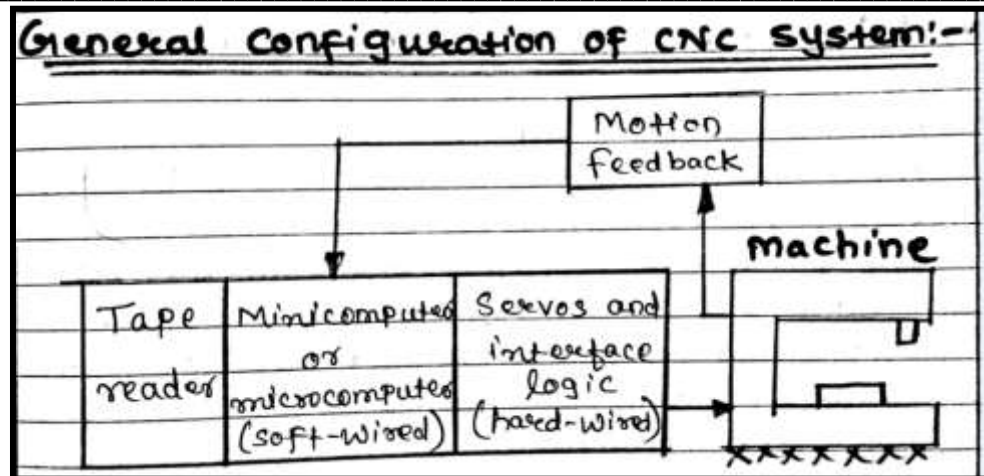 General configuration of CNC system:-
Motion
feedback
machine
Tape
reader
Minicomputer
or
microcomputer
(soft-wired)
Servos and
interface
logic
(hard-wired)